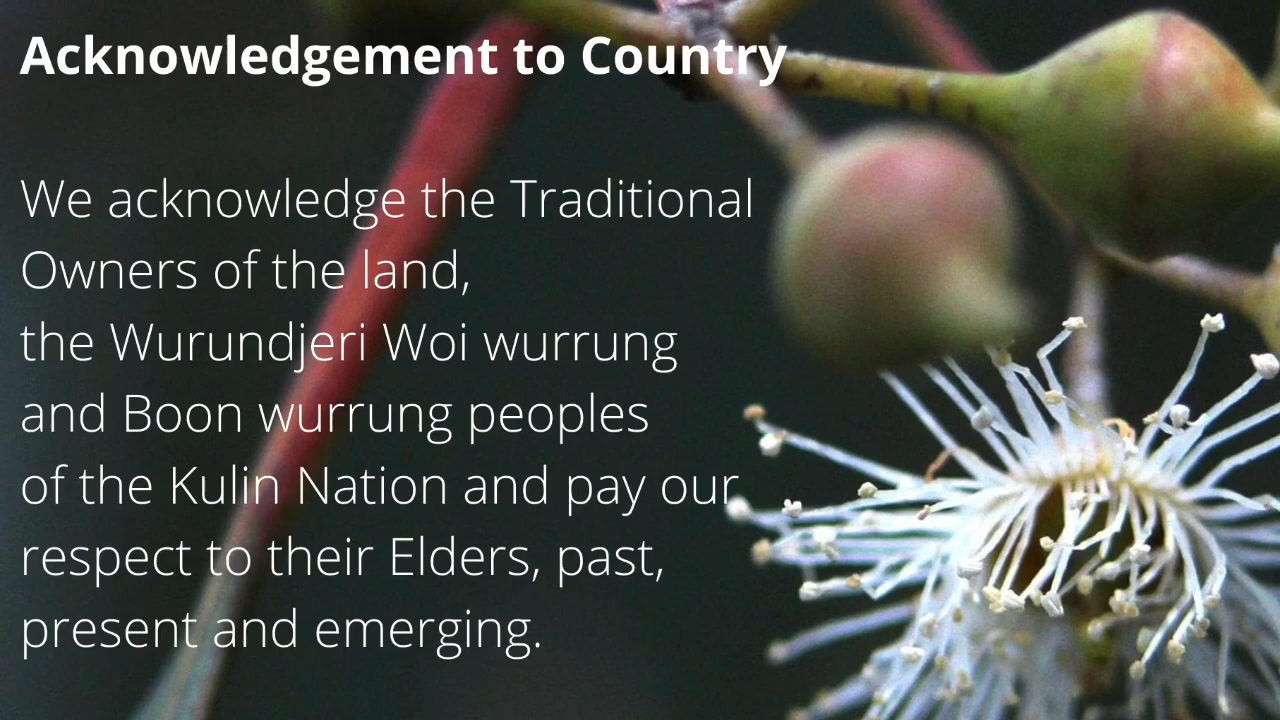 Acknowledgement to Country
We acknowledge the Traditional
Owners of the land,
the Wurundjeri Woi wurrung
and Boon wurrung peoples
of the Kulin Nation and pay our
respect to their Elders, past,
present and emerging.